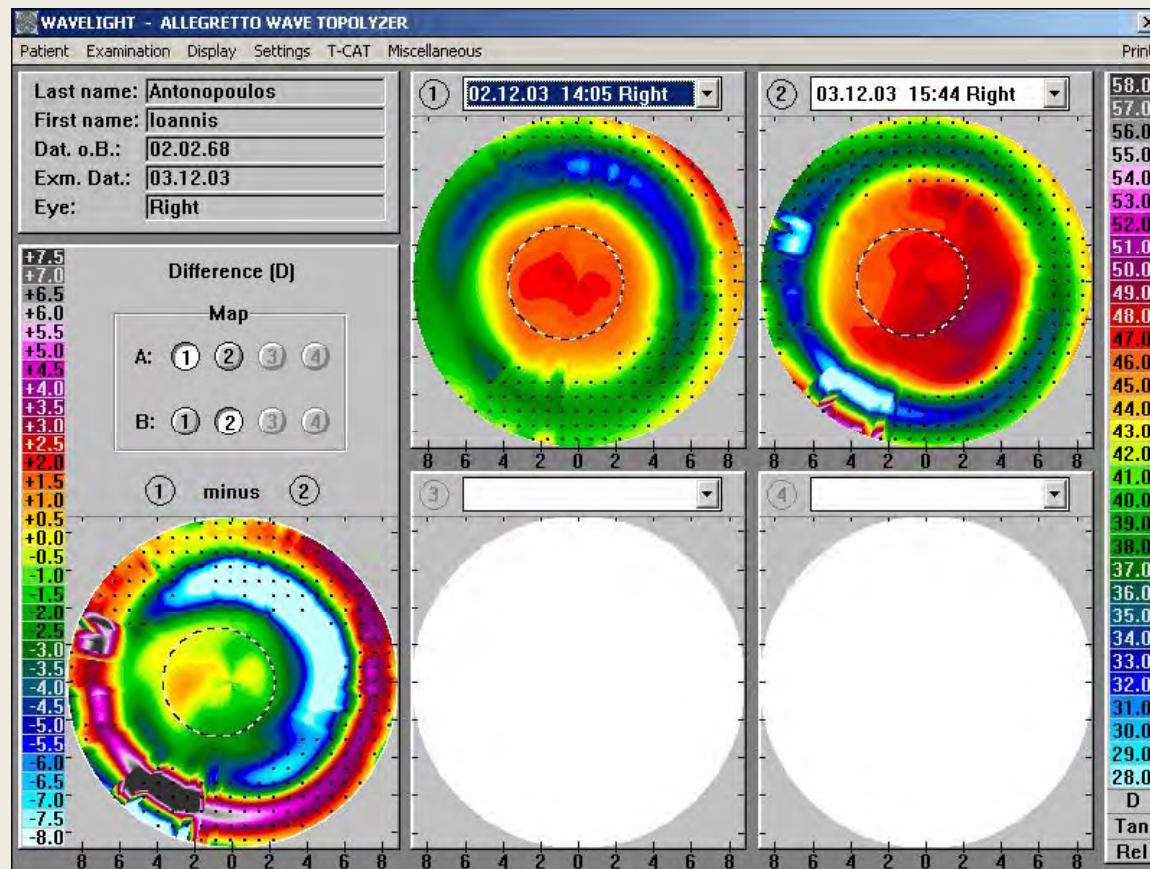 WAVELIGHT - ALLEGRETTO WAVE TOPOLYZER
Patient Examination Display Settings T-CAT Miscellaneous Print
Last name: Antonopoulos
First name: Ioannis
Dat. o.B.: 02.02.68
Exm. Dat.: 03.12.03
Eye: Right
1 02.12.03 14:05 Right
2 03.12.03 15:44 Right
Difference (D)
Map
A: 1 2 3 4
B: 1 2 3 4
1 minus 2
+7.5
+7.0
+6.5
+6.0
+5.5
+5.0
+4.5
+4.0
+3.5
+3.0
+2.5
+2.0
+1.5
+1.0
+0.5
+0.0
-0.5
-1.0
-1.5
-2.0
-2.5
-3.0
-3.5
-4.0
-4.5
-5.0
-5.5
-6.0
-6.5
-7.0
-7.5
-8.0
8 6 4 2 0 2 4 6 8
8 6 4 2 0 2 4 6 8
8 6 4 2 0 2 4 6 8
3
4
8 6 4 2 0 2 4 6 8
8 6 4 2 0 2 4 6 8
58.0
57.0
56.0
55.0
54.0
53.0
52.0
51.0
50.0
49.0
48.0
47.0
46.0
45.0
44.0
43.0
42.0
41.0
40.0
39.0
38.0
37.0
36.0
35.0
34.0
33.0
32.0
31.0
30.0
29.0
28.0
D
Tan
Rel